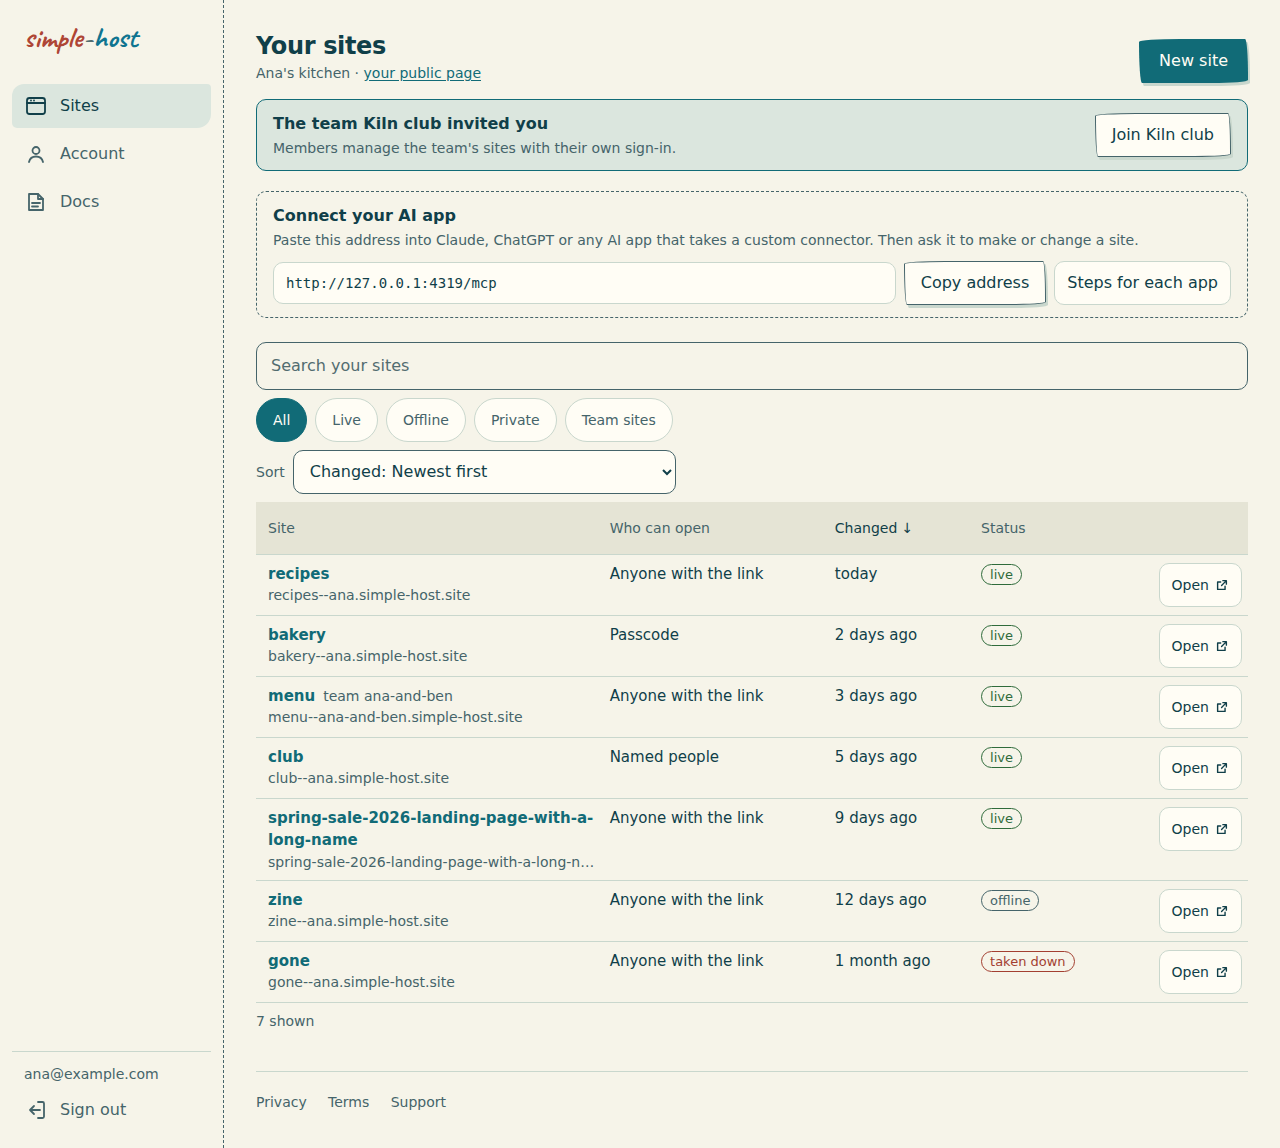 simple-host
Sites
Account
Docs
ana@example.com
Sign out
Your sites
Ana's kitchen · your public page
New site
The team Kiln club invited you
Members manage the team's sites with their own sign-in.
Join Kiln club
Connect your AI app
Paste this address into Claude, ChatGPT or any AI app that takes a custom connector. Then ask it to make or change a site.
http://127.0.0.1:4319/mcp
Copy address
Steps for each app
Search your sites
All Live Offline Private Team sites
Sort Changed: Newest first
Site Who can open Changed ↓ Status
recipes Anyone with the link today live Open
recipes--ana.simple-host.site
bakery Passcode 2 days ago live Open
bakery--ana.simple-host.site
menu team ana-and-ben Anyone with the link 3 days ago live Open
menu--ana-and-ben.simple-host.site
club Named people 5 days ago live Open
club--ana.simple-host.site
spring-sale-2026-landing-page-with-a- Anyone with the link 9 days ago live Open
long-name
spring-sale-2026-landing-page-with-a-long-n…
zine Anyone with the link 12 days ago offline Open
zine--ana.simple-host.site
gone Anyone with the link 1 month ago taken down Open
gone--ana.simple-host.site
7 shown
Privacy Terms Support